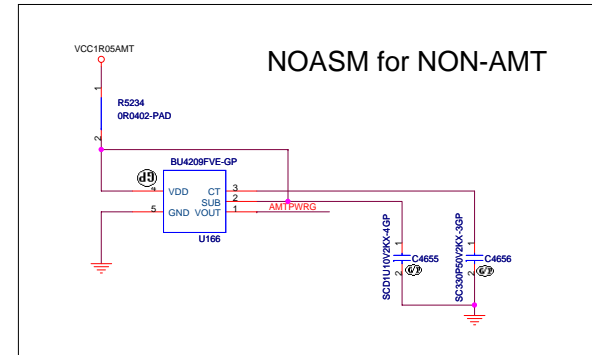 VCC1R05AMT
NOASM for NON-AMT
1
R5234
0R0402-PAD
2
BU4209FVE-GP
GP
4 VDD CT 3
SUB 2
5 GND VOUT 1 AMTPWRG
U166
SCD1U10V2KX-4GP
1
C4655
2
G/P
SC330P50V2KX-3GP
1
C4656
2
G/P